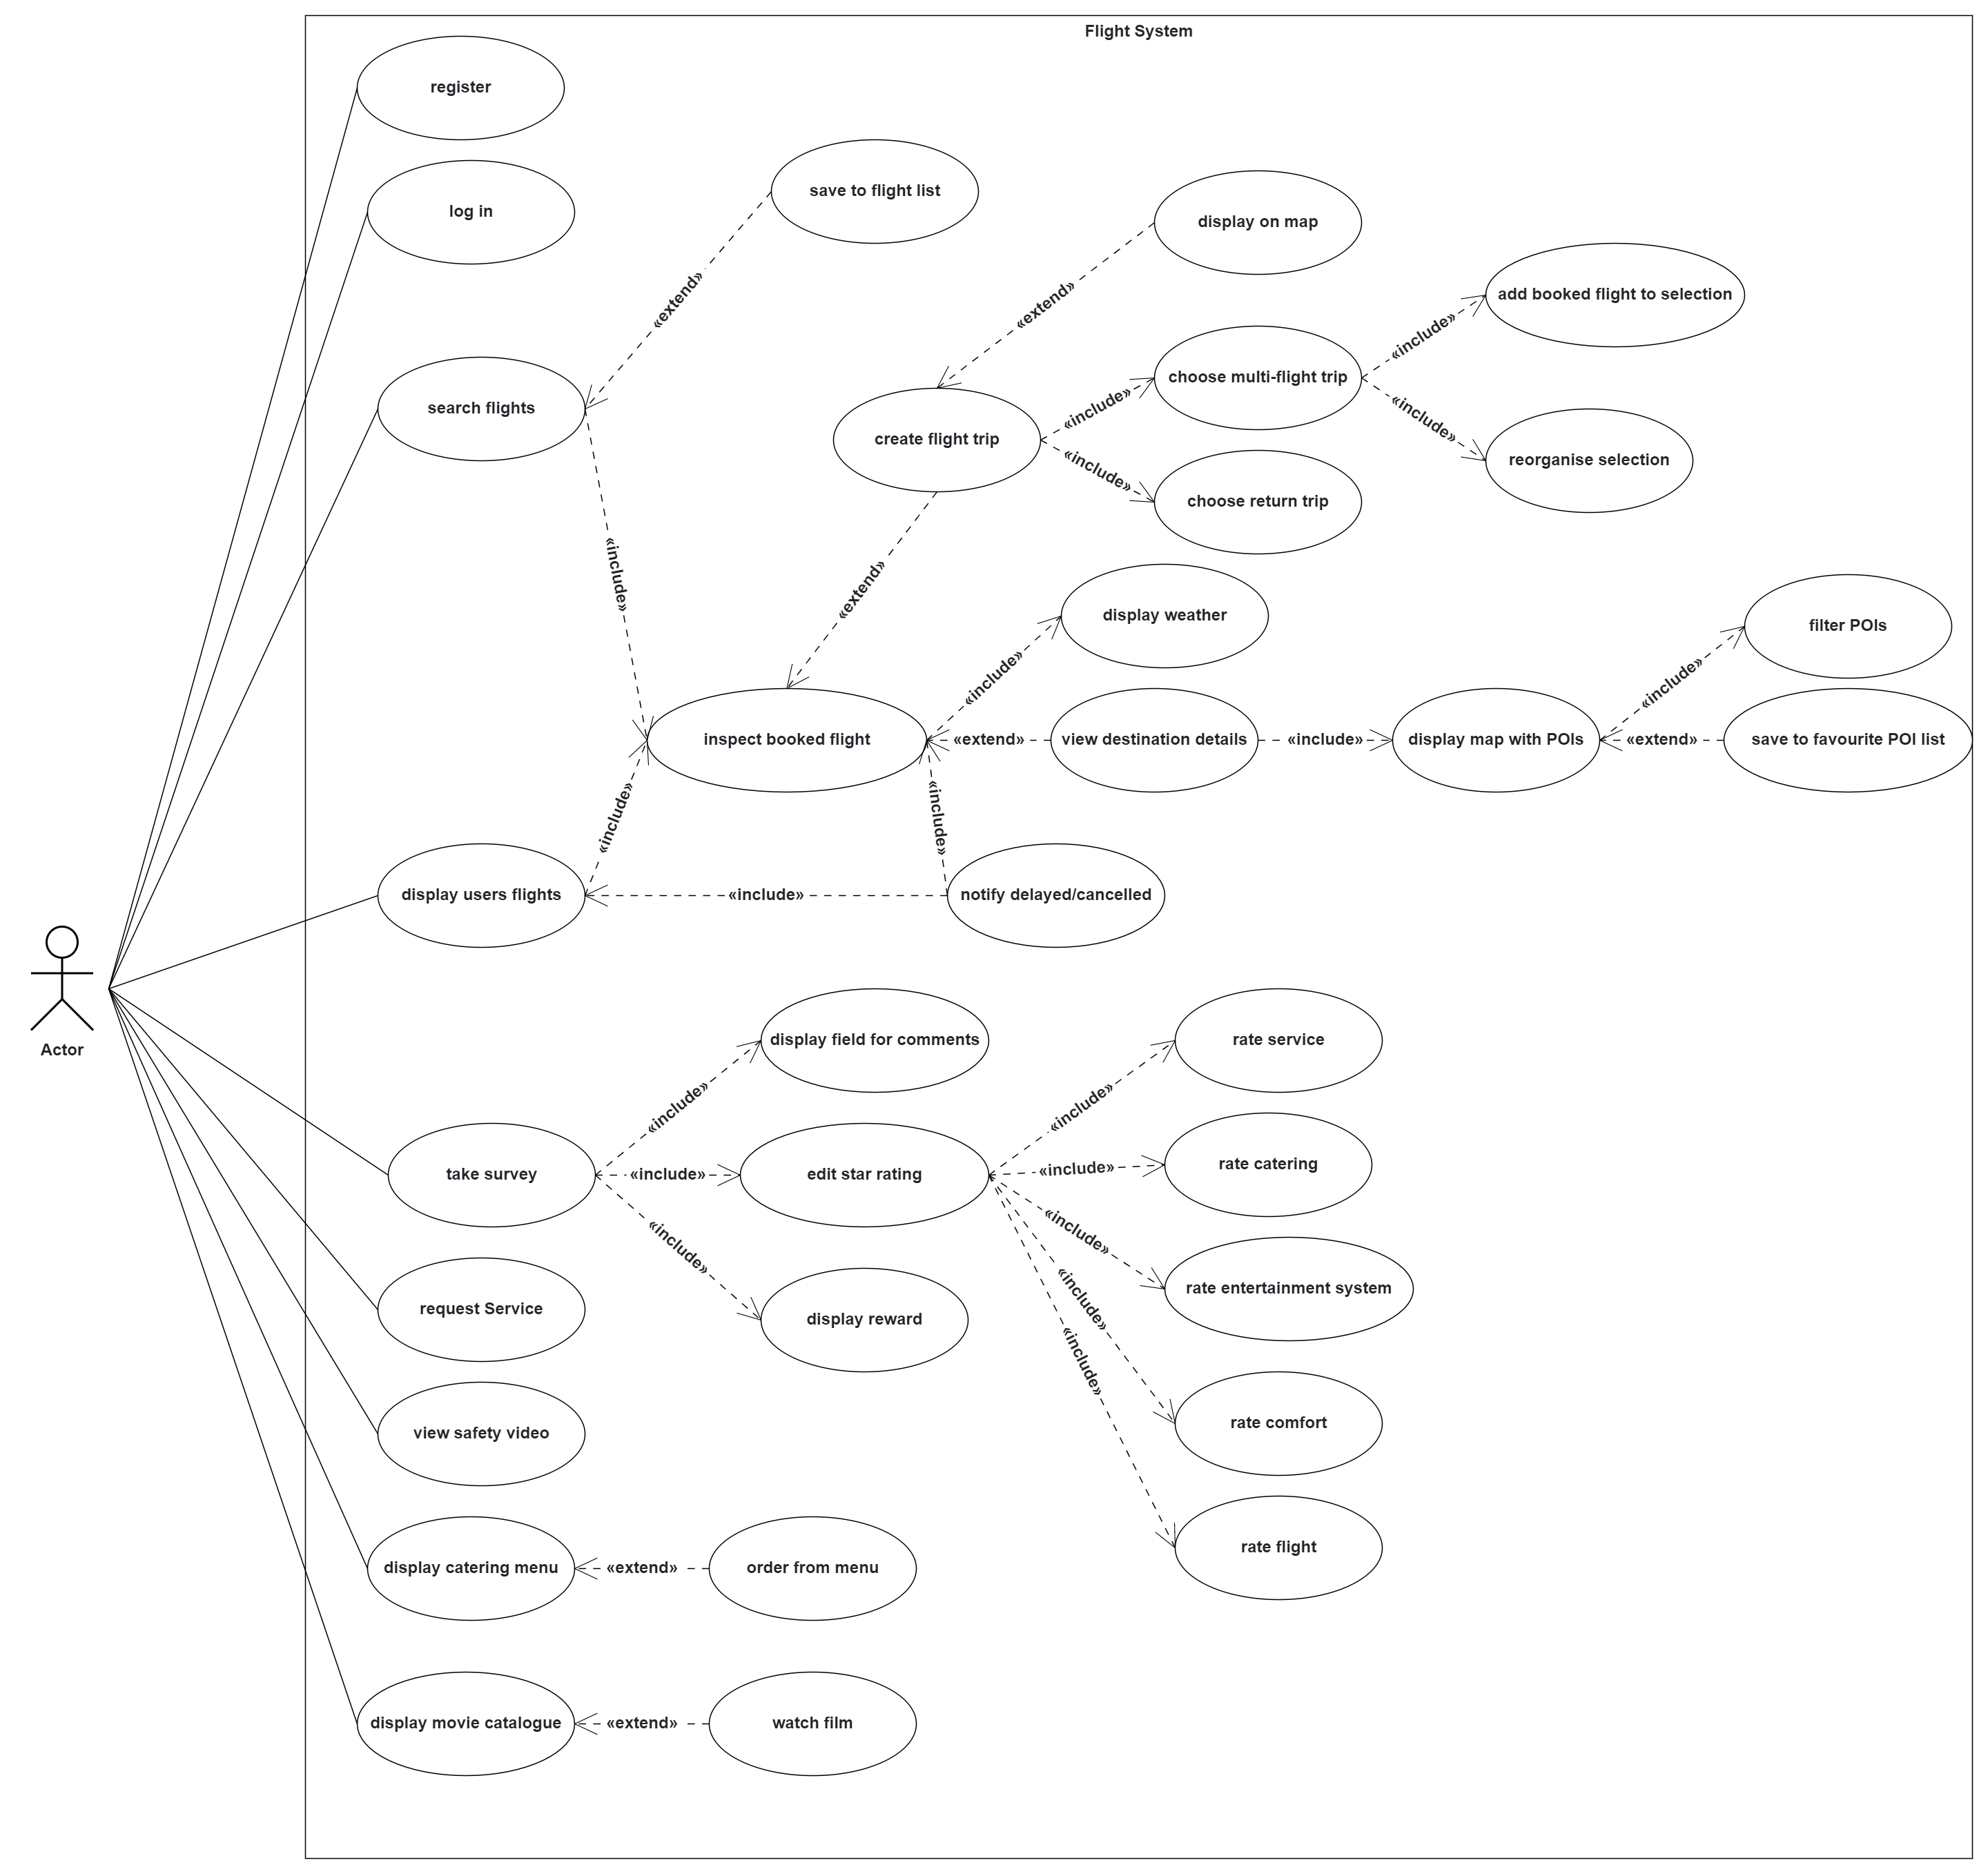 Flight System
register
log in
save to flight list
display on map
«extend»
«extend»
add booked flight to selection
«include»
choose multi-flight trip
search flights
«include»
«include»
create flight trip
reorganise selection
«include»
choose return trip
«include»
«extend»
display weather
filter POIs
«include»
«include»
inspect booked flight
«extend»
view destination details
«include»
display map with POIs
«extend»
save to favourite POI list
«include»
«include»
display users flights
«include»
notify delayed/cancelled
Actor
display field for comments
rate service
«include»
«include»
take survey
«include»
edit star rating
«include»
rate catering
«include»
«include»
rate entertainment system
request Service
display reward
«include»
«include»
view safety video
rate comfort
display catering menu
«extend»
order from menu
rate flight
display movie catalogue
«extend»
watch film